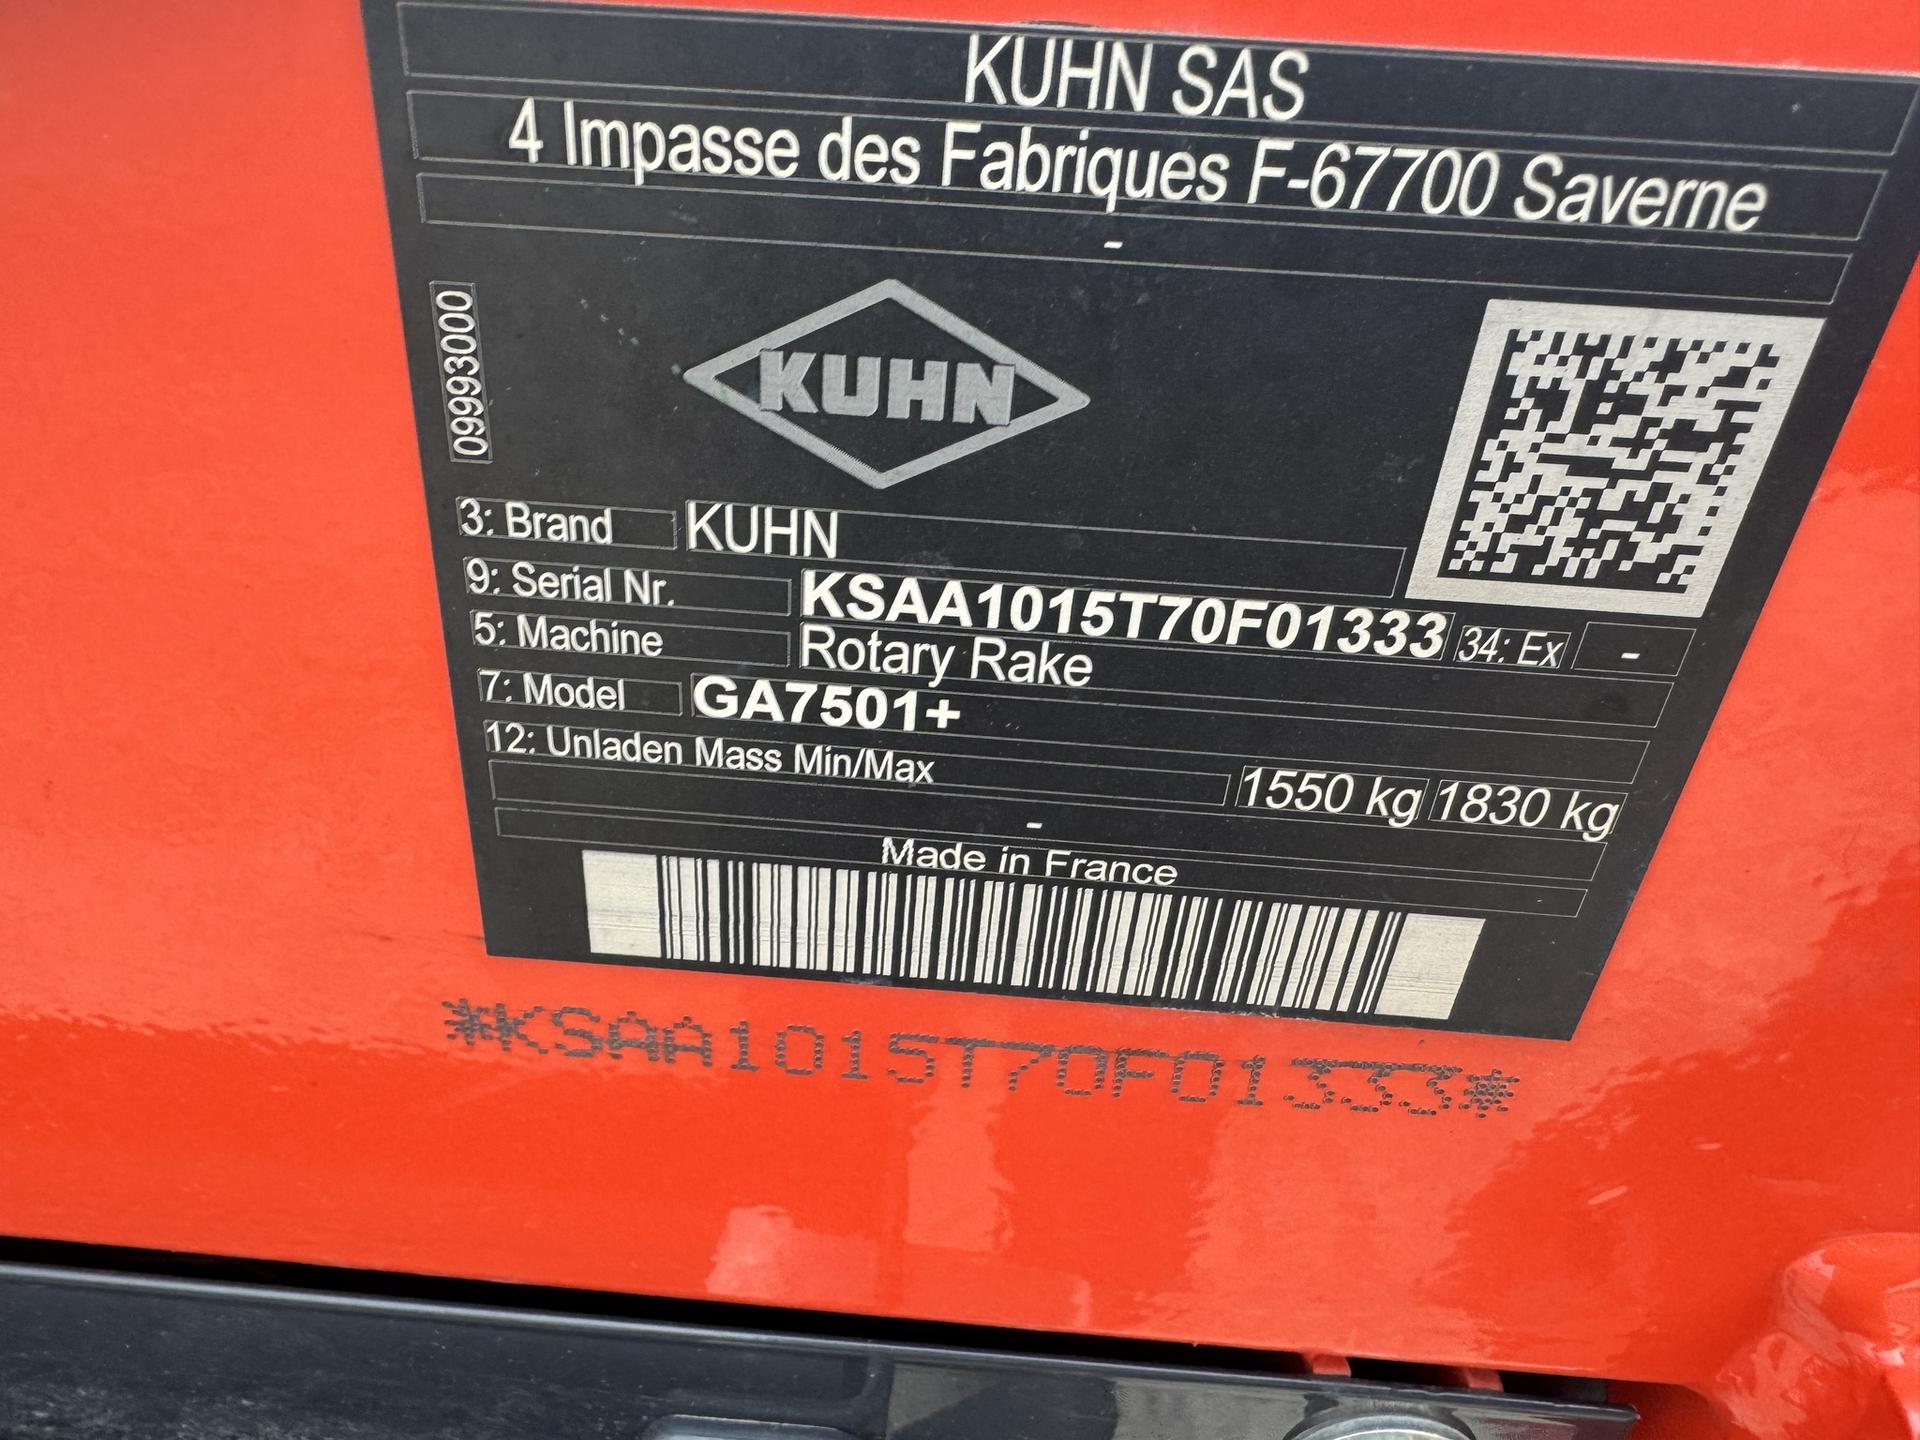 KUHN SAS
4 Impasse des Fabriques F-67700 Saverne
-
09993000
KUHN
3: Brand KUHN
9: Serial Nr. KSAA1015T70F01333 34: Ex -
5: Machine Rotary Rake
7: Model GA7501+
12: Unladen Mass Min/Max 1550 kg 1830 kg
-
Made in France
*KSAA1015T70F01333*